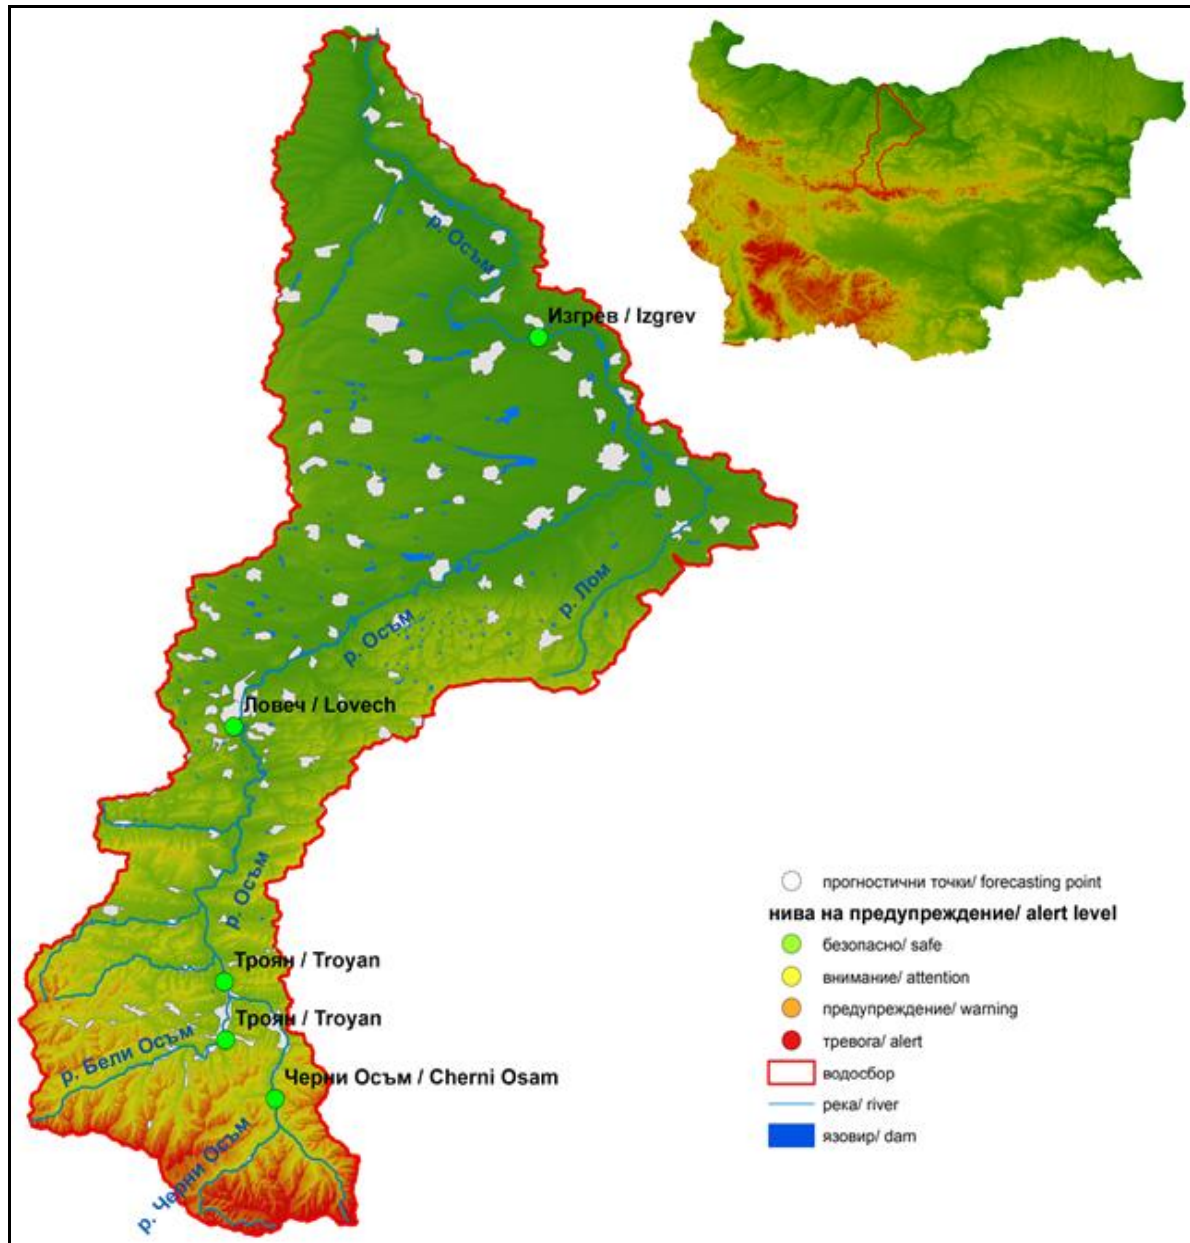 р. Осъм
Изгрев / Izgrev
р. Лом
р. Осъм
Ловеч / Lovech
р. Осъм
Троян / Troyan
Троян / Troyan
р. Бели Осъм
Черни Осъм / Cherni Osam
р. Черни Осъм
прогностични точки/ forecasting point
нива на предупреждение/ alert level
безопасно/ safe
внимание/ attention
предупреждение/ warning
тревога/ alert
водосбор
река/ river
язовир/ dam